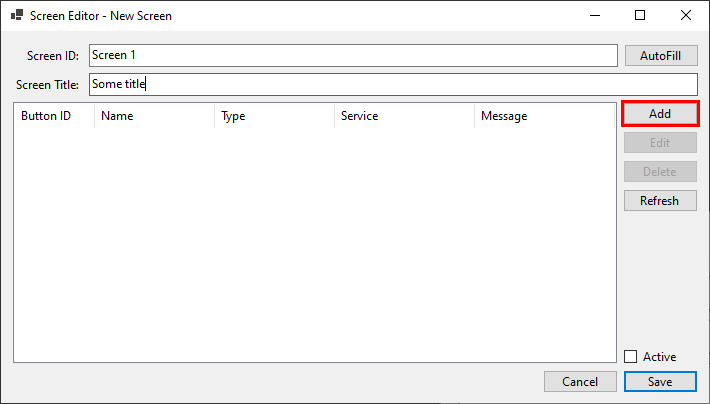 Screen Editor - New Screen
Screen ID: Screen 1 AutoFill
Screen Title: Some title
Button ID Name Type Service Message Add
Edit
Delete
Refresh
Active
Cancel Save